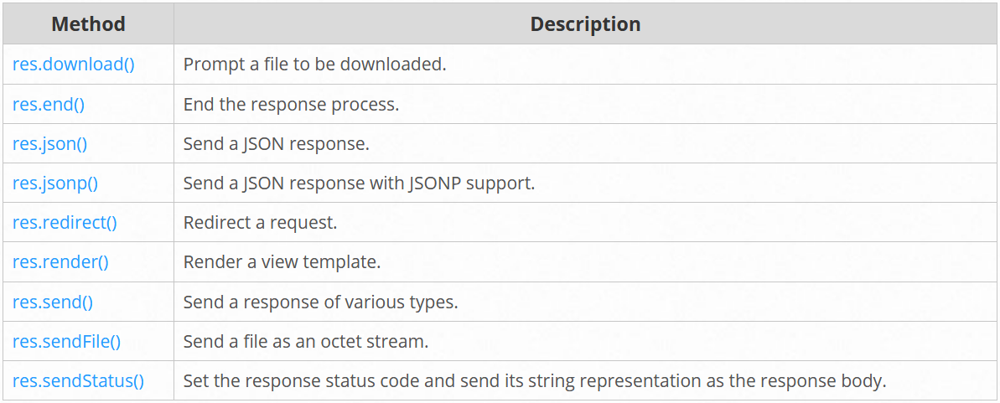 Method Description
res.download() Prompt a file to be downloaded.
res.end() End the response process.
res.json() Send a JSON response.
res.jsonp() Send a JSON response with JSONP support.
res.redirect() Redirect a request.
res.render() Render a view template.
res.send() Send a response of various types.
res.sendFile() Send a file as an octet stream.
res.sendStatus() Set the response status code and send its string representation as the response body.